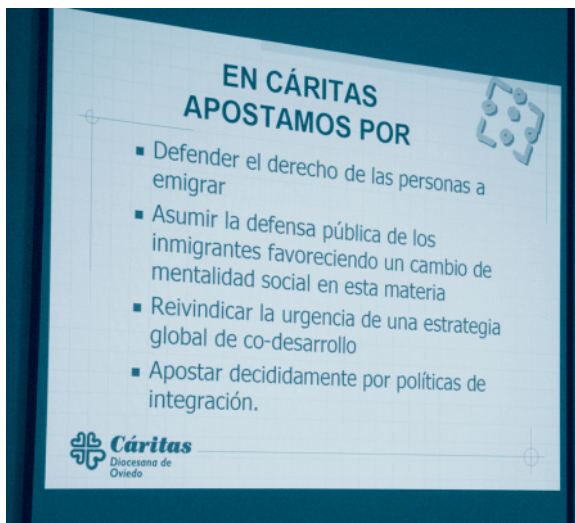 EN CÁRITAS
APOSTAMOS POR
▪ Defender el derecho de las personas a
emigrar
▪ Asumir la defensa pública de los
inmigrantes favoreciendo un cambio de
mentalidad social en esta materia
▪ Reivindicar la urgencia de una estrategia
global de co-desarrollo
▪ Apostar decididamente por políticas de
integración.
Cáritas
Diocesana de
Oviedo